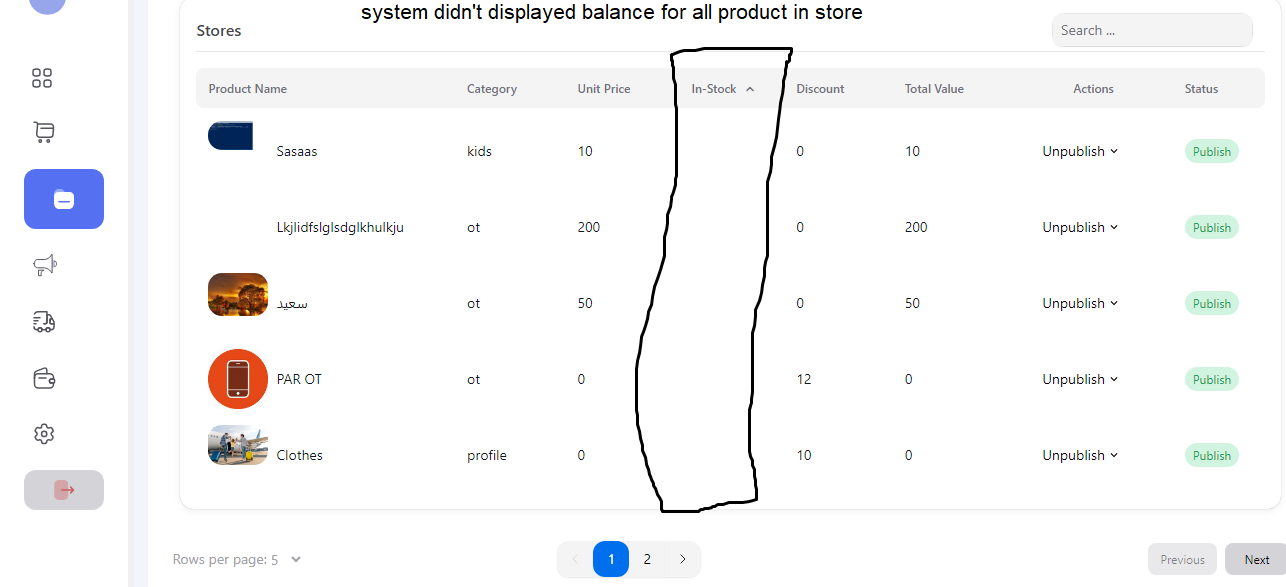 system didn't displayed balance for all product in store
Stores
Search ...
Product Name Category Unit Price In-Stock Discount Total Value Actions Status
Sasaas kids 10 0 10 Unpublish Publish
Lkjlidfslglsdglkhulkju ot 200 0 200 Unpublish Publish
سعيد ot 50 0 50 Unpublish Publish
PAR OT ot 0 12 0 Unpublish Publish
Clothes profile 0 10 0 Unpublish Publish
Rows per page: 5 1 2 Previous Next